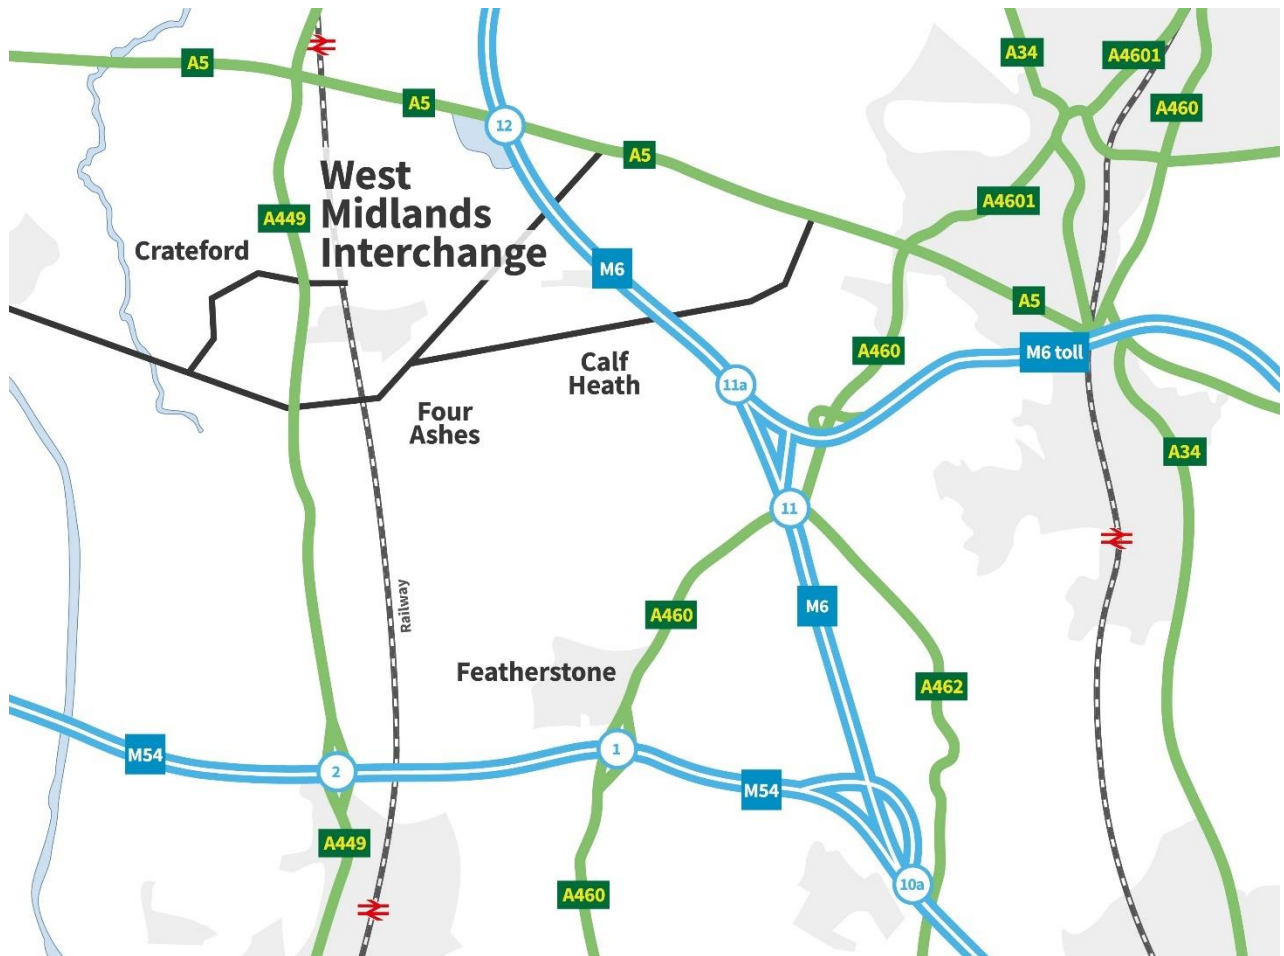 A34
A4601
A5
A5
A460
12
A5
West
Midlands
Interchange
A4601
A449
Crateford
M6
A5
A460
M6 toll
Calf
Heath
11a
Four
Ashes
A34
11
Railway
M6
A460
Featherstone
A462
1
M54
2
M54
A449
10a
A460